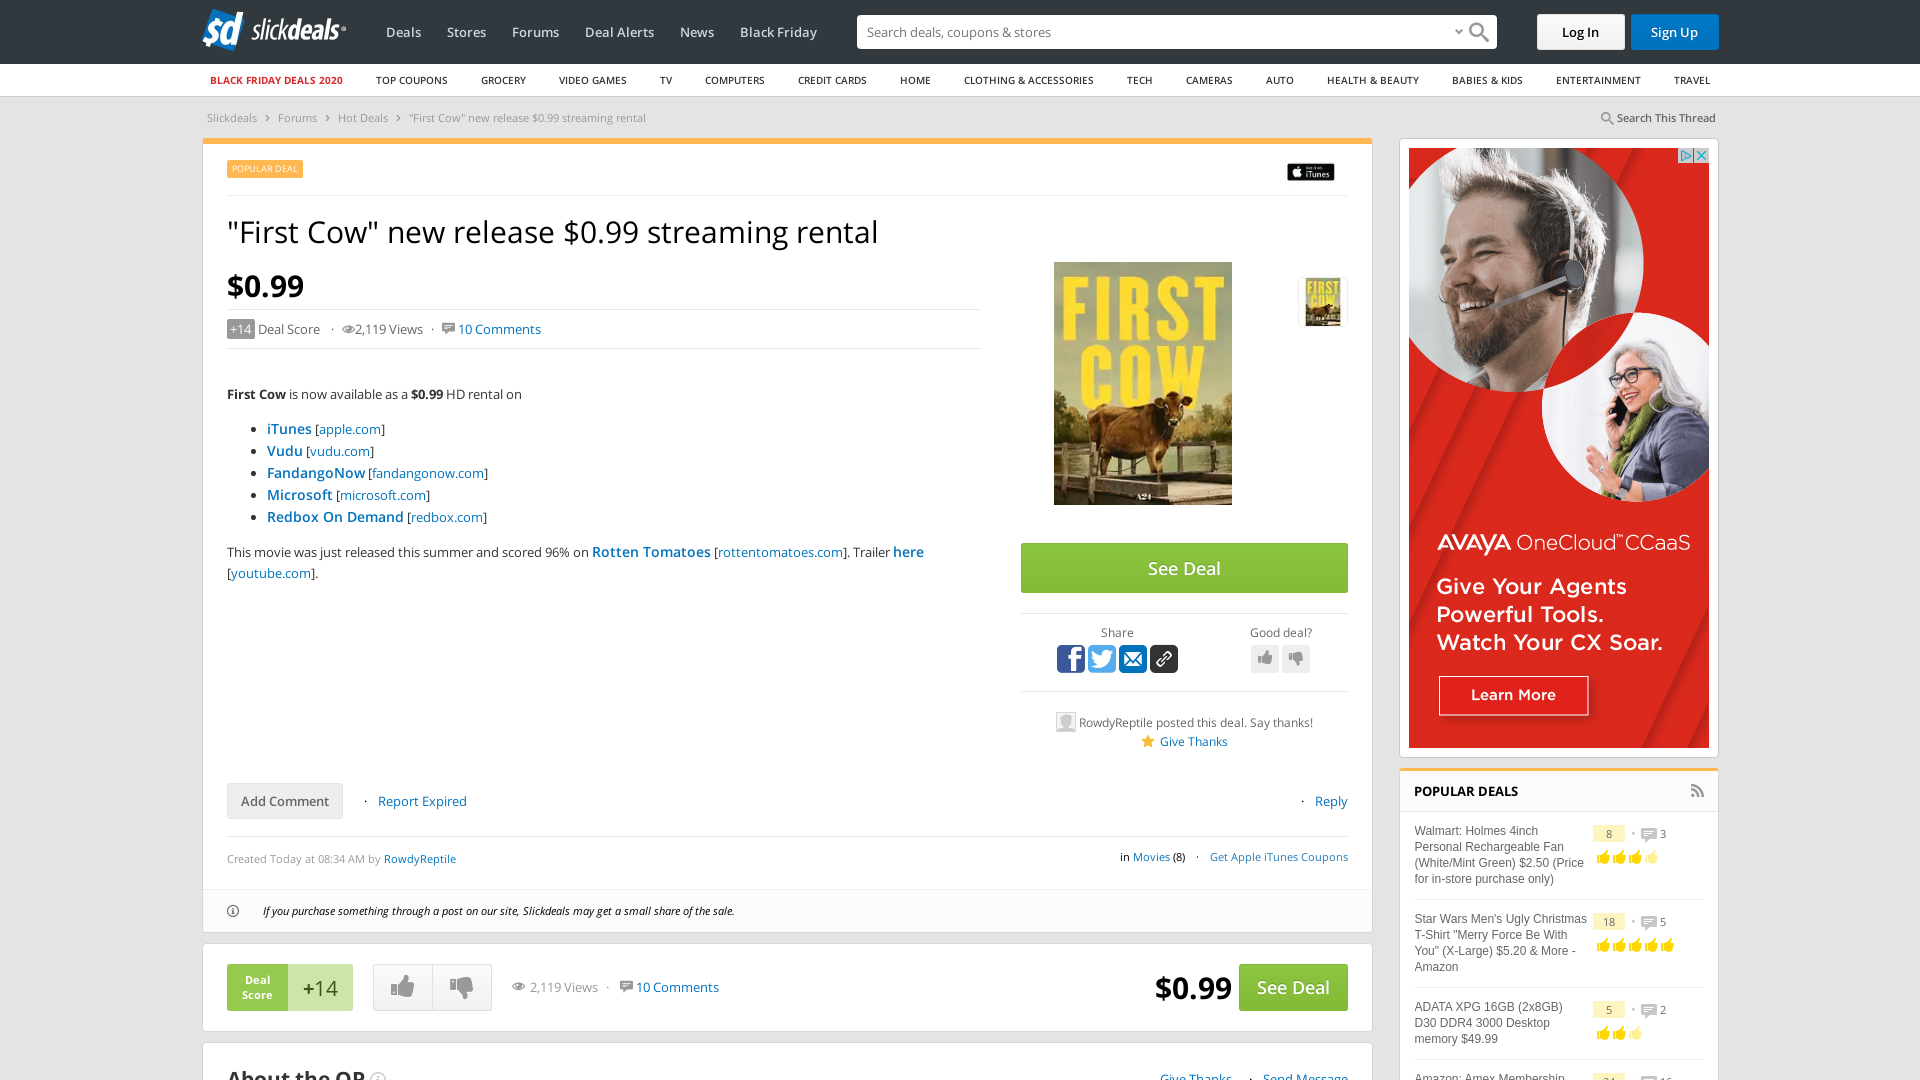 sd slickdeals
Deals Stores Forums Deal Alerts News Black Friday
Search deals, coupons & stores
Log In
Sign Up
BLACK FRIDAY DEALS 2020 TOP COUPONS GROCERY VIDEO GAMES TV COMPUTERS CREDIT CARDS HOME CLOTHING & ACCESSORIES TECH CAMERAS AUTO HEALTH & BEAUTY BABIES & KIDS ENTERTAINMENT TRAVEL
Slickdeals › Forums › Hot Deals › "First Cow" new release $0.99 streaming rental
Search This Thread
POPULAR DEAL
Get it on
iTunes
"First Cow" new release $0.99 streaming rental
$0.99
+14 Deal Score · 2,119 Views · 10 Comments
First Cow is now available as a $0.99 HD rental on
iTunes [apple.com]
Vudu [vudu.com]
FandangoNow [fandangonow.com]
Microsoft [microsoft.com]
Redbox On Demand [redbox.com]
This movie was just released this summer and scored 96% on Rotten Tomatoes [rottentomatoes.com]. Trailer here
[youtube.com].
FIRST
COW
A24
FIRST
COW
See Deal
Share
Good deal?
RowdyReptile posted this deal. Say thanks!
Give Thanks
Add Comment · Report Expired
· Reply
Created Today at 08:34 AM by RowdyReptile
in Movies (8) · Get Apple iTunes Coupons
If you purchase something through a post on our site, Slickdeals may get a small share of the sale.
Deal
Score
+14
2,119 Views · 10 Comments
$0.99
See Deal
About the OP
Give Thanks · Send Message
AVAYA OneCloud™ CCaaS
Give Your Agents
Powerful Tools.
Watch Your CX Soar.
Learn More
POPULAR DEALS
Walmart: Holmes 4inch
Personal Rechargeable Fan
(White/Mint Green) $2.50 (Price
for in-store purchase only)
8 · 3
Star Wars Men's Ugly Christmas
T-Shirt "Merry Force Be With
You" (X-Large) $5.20 & More -
Amazon
18 · 5
ADATA XPG 16GB (2x8GB)
D30 DDR4 3000 Desktop
memory $49.99
5 · 2
Amazon: Amex Membership